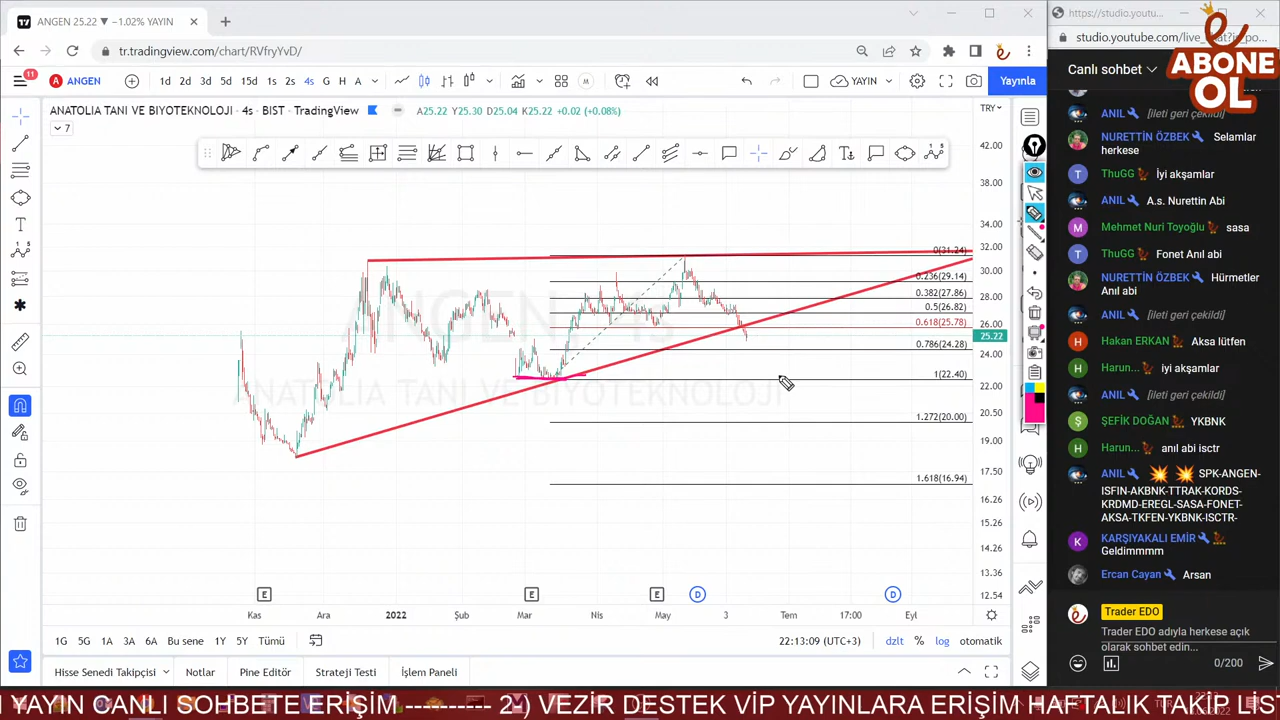 ANGEN 25.22 ▼ −1.02% YAYIN
https://studio.youtu...
tr.tradingview.com/chart/RVfryYvD/
studio.youtube.com/live_chat?is_po...
ABONE
OL
11
ANGEN
1d 2d 3d 5d 15d 1s 2s 4s G H A
YAYIN
Yayınla
Canlı sohbet
ANATOLIA TANI VE BIYOTEKNOLOJI · 4s · BIST · TradingView
A25.22 Y25.30 D25.04 K25.22 +0.02 (+0.08%)
TRY
7
42.00
38.00
34.00
32.00
30.00
28.00
26.00
25.22
24.00
22.00
20.50
19.00
17.50
16.26
15.26
14.26
13.36
12.54
0(31.24)
0.236(29.14)
0.382(27.86)
0.5(26.82)
0.618(25.78)
0.786(24.28)
1(22.40)
1.272(20.00)
1.618(16.94)
ANGEN, 4s
ANATOLIA TANI VE BIYOTEKNOLOJI
E E E D D
Kas Ara 2022 Şub Mar Nis May 3 Tem 17:00 Eyl
1G 5G 1A 3A 6A Bu sene 1Y 5Y Tümü
22:13:09 (UTC+3)
dzlt % log otomatik
Hisse Senedi Takipçisi Notlar Pine Editör Strateji Testi İşlem Paneli
ANIL [ileti geri çekildi]
NURETTİN ÖZBEK Selamlar
herkese
ThuGG İyi akşamlar
ANIL A.s. Nurettin Abi
Mehmet Nuri Toyoğlu sasa
ThuGG Fonet Anıl abi
NURETTİN ÖZBEK Hürmetler
Anıl abi
ANIL [ileti geri çekildi]
Hakan ERKAN Aksa lütfen
Harun... iyi akşamlar
ANIL [ileti geri çekildi]
ŞEFİK DOĞAN YKBNK
Harun... anıl abi isctr
ANIL SPK-ANGEN-
ISFIN-AKBNK-TTRAK-KORDS-
KRDMD-EREGL-SASA-FONET-
AKSA-TKFEN-YKBNK-ISCTR-
KARŞIYAKALI EMİR
Geldimmmm
Ercan Cayan Arsan
Trader EDO
Trader EDO adıyla herkese açık
olarak sohbet edin...
0/200
YAYIN CANLI SOHBETE ERİŞİM ---------- 2-) VEZİR DESTEK VİP YAYINLARA ERİŞİM HAFTALIK TAKİP LİS